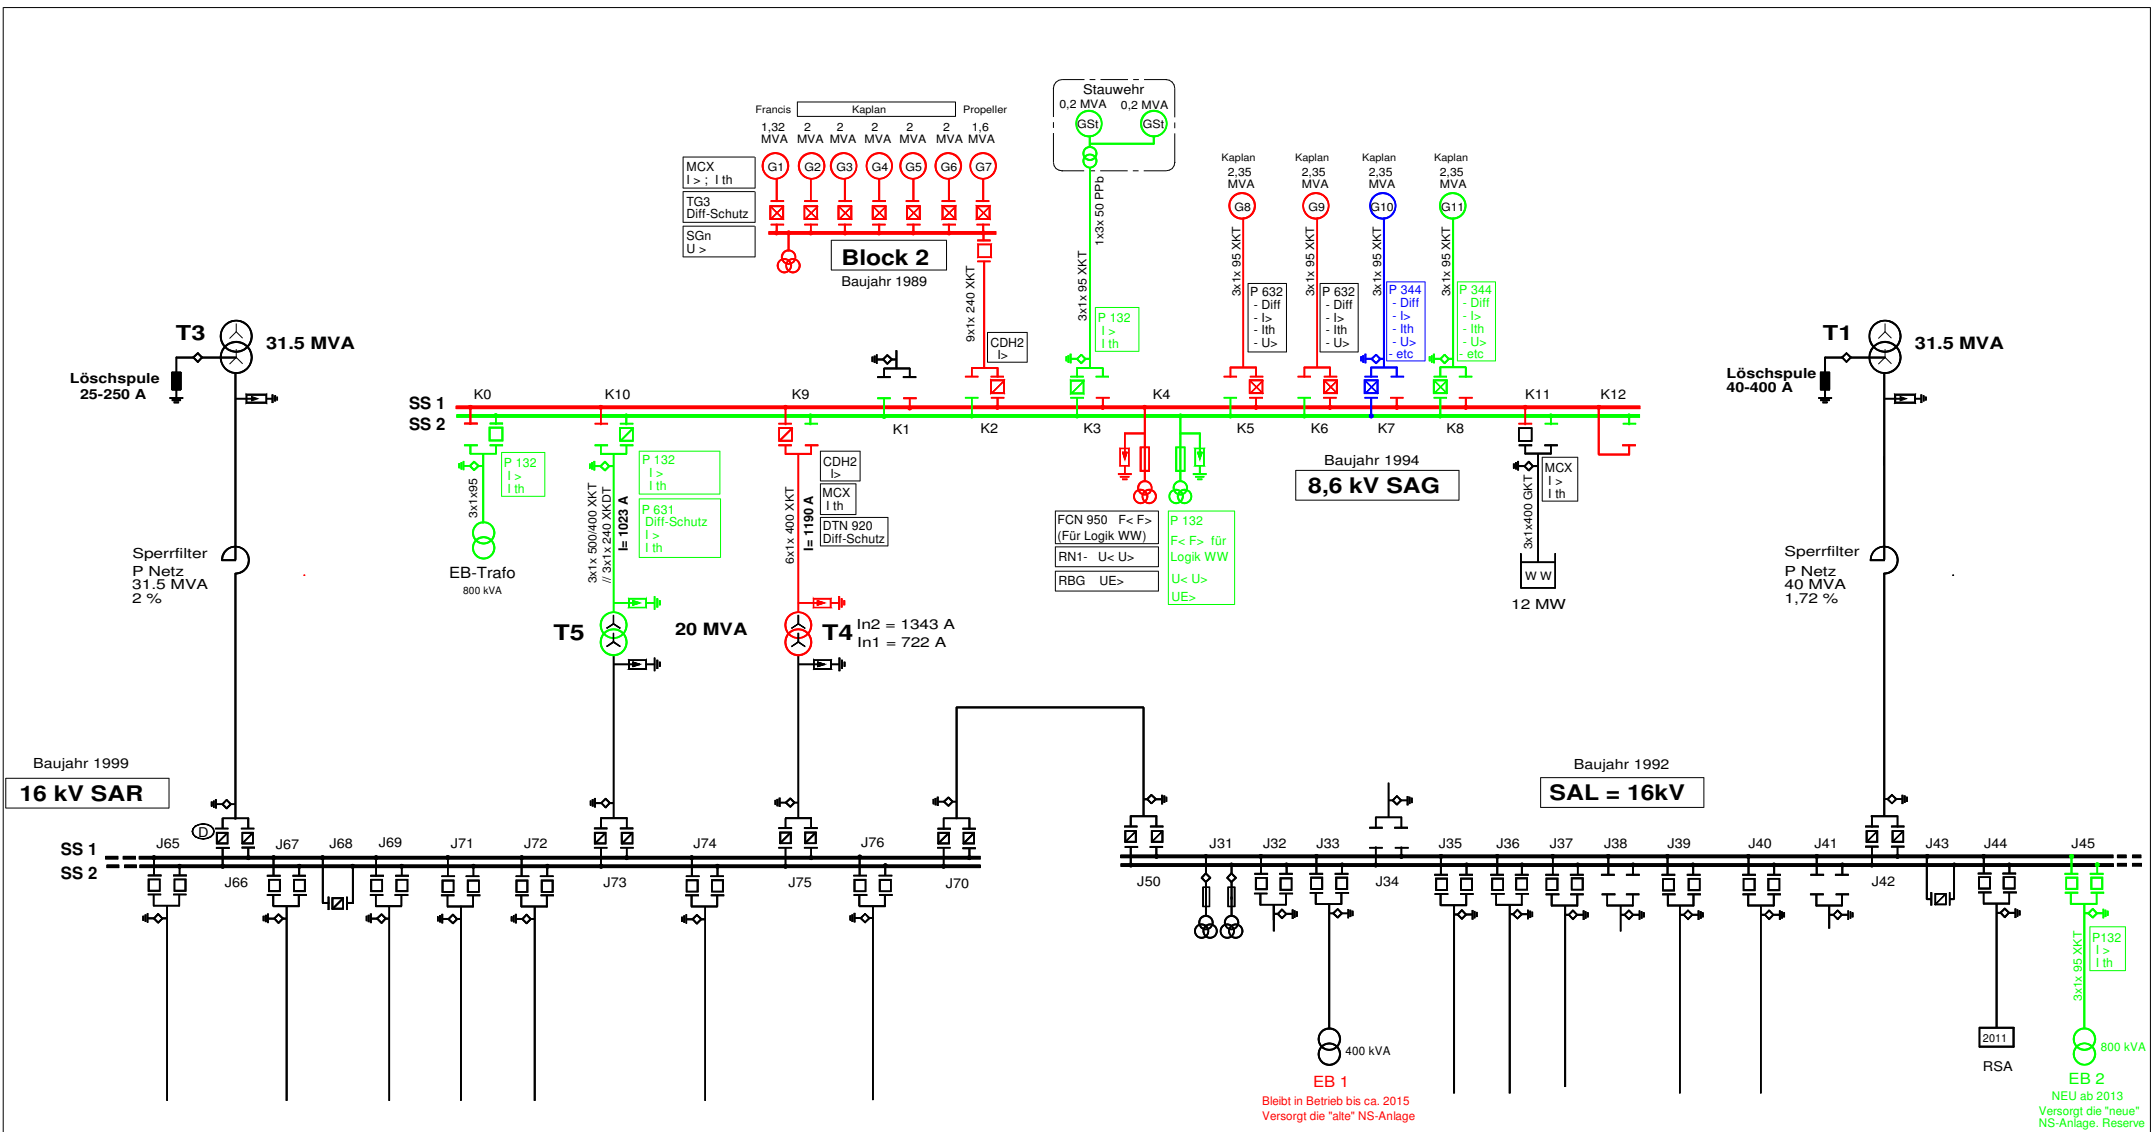 Stauwehr
0,2 MVA 0,2 MVA
GSt GSt
1x3x 50 PPb
3x1x 95 XKT
P 132
I >
I th
Francis Kaplan Propeller
1,32 MVA
2 MVA
2 MVA
2 MVA
2 MVA
2 MVA
1,6 MVA
G1 G2 G3 G4 G5 G6 G7
MCX
I > ; I th
TG3
Diff-Schutz
SGn
U >
Block 2
Baujahr 1989
9x1x 240 XKT
CDH2
I>
Kaplan Kaplan Kaplan Kaplan
2,35 2,35 2,35 2,35
MVA MVA MVA MVA
G8 G9 G10 G11
3x1x 95 XKT
3x1x 95 XKT
3x1x 95 XKT
3x1x 95 XKT
P 632
- Diff
- I>
- Ith
- U>
P 632
- Diff
- I>
- Ith
- U>
P 344
- Diff
- I>
- Ith
- U>
- etc
P 344
- Diff
- I>
- Ith
- U>
- etc
T3
31.5 MVA
Löschspule
25-250 A
Sperrfilter
P Netz
31.5 MVA
2 %
T1
31.5 MVA
Löschspule
40-400 A
Sperrfilter
P Netz
40 MVA
1,72 %
SS 1
SS 2
K0 K10 K9 K4 K11 K12
K1 K2 K3 K5 K6 K7 K8
P 132
I >
I th
3x1x95
EB-Trafo
800 kVA
P 132
I >
I th
P 631
Diff-Schutz
I >
I th
3x1x 500/400 XKT
// 3x1x 240 XKDT
I= 1023 A
T5
20 MVA
CDH2
I>
MCX
I th
DTN 920
Diff-Schutz
6x1x 400 XKT
I= 1190 A
T4
In2 = 1343 A
In1 = 722 A
FCN 950 F< F>
(Für Logik WW)
RN1- U< U>
RBG UE>
P 132
F< F> für
Logik WW
U< U>
UE>
Baujahr 1994
8,6 kV SAG
MCX
I >
I th
3x1x400 GKT
W W
12 MW
Baujahr 1999
16 kV SAR
D
SS 1
SS 2
J65 J67 J68 J69 J71 J72 J74 J76
J66 J73 J75 J70
Baujahr 1992
SAL = 16kV
J31 J32 J33 J35 J36 J37 J38 J39 J40 J41 J43 J44 J45
J50 J34 J42
400 kVA
EB 1
Bleibt in Betrieb bis ca. 2015
Versorgt die "alte" NS-Anlage
2011
RSA
3x1x 95 XKT
P132
I >
I th
800 kVA
EB 2
NEU ab 2013
Versorgt die "neue"
NS-Anlage. Reserve